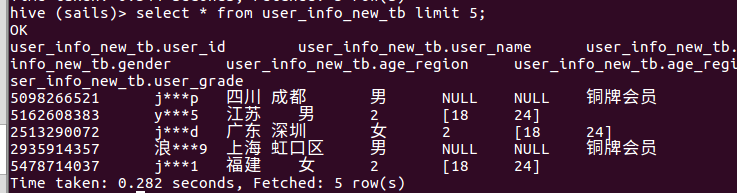 hive (sails)> select * from user_info_new_tb limit 5;
OK
user_info_new_tb.user_id user_info_new_tb.user_name user_info_new_tb.
info_new_tb.gender user_info_new_tb.age_region user_info_new_tb.age_regi
ser_info_new_tb.user_grade
5098266521 j***p 四川 成都 男 NULL NULL 铜牌会员
5162608383 y***5 江苏 男 2 [18 24]
2513290072 j***d 广东 深圳 女 2 [18 24]
2935914357 浪***9 上海 虹口区 男 NULL NULL 铜牌会员
5478714037 j***1 福建 女 2 [18 24]
Time taken: 0.282 seconds, Fetched: 5 row(s)